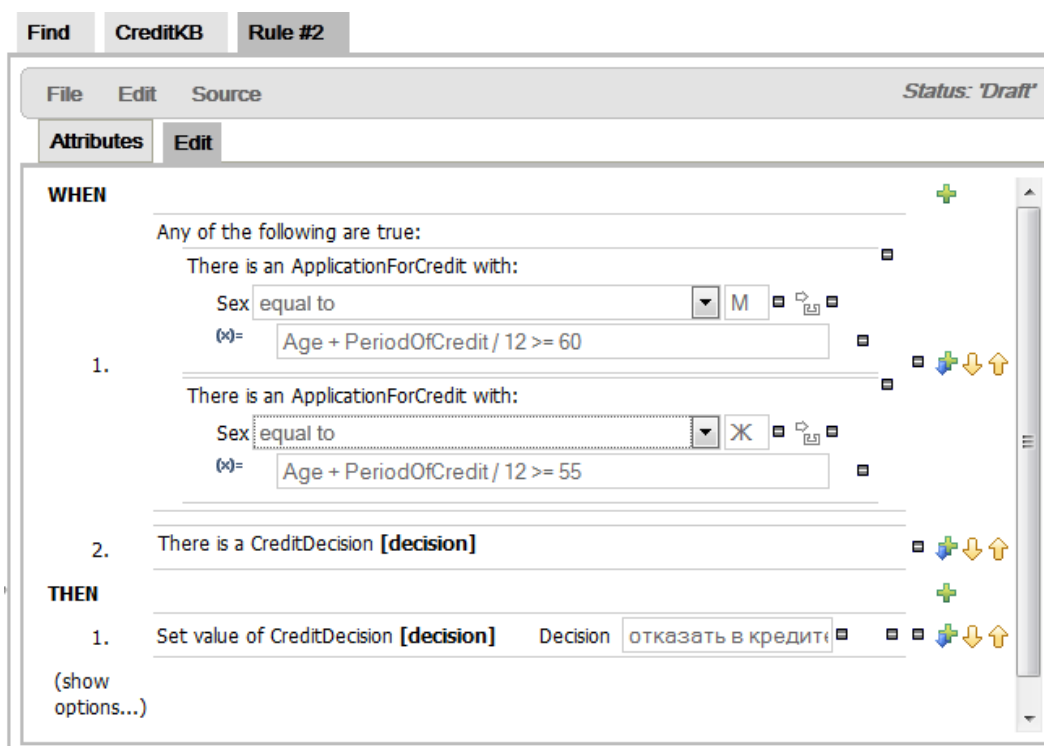 Find CreditKB Rule #2
File Edit Source Status: 'Draft'
Attributes Edit
WHEN
Any of the following are true:
There is an ApplicationForCredit with:
Sex equal to М
(x)= Age + PeriodOfCredit / 12 >= 60
1.
There is an ApplicationForCredit with:
Sex equal to Ж
(x)= Age + PeriodOfCredit / 12 >= 55
2. There is a CreditDecision [decision]
THEN
1. Set value of CreditDecision [decision] Decision отказать в кредите
(show
options...)